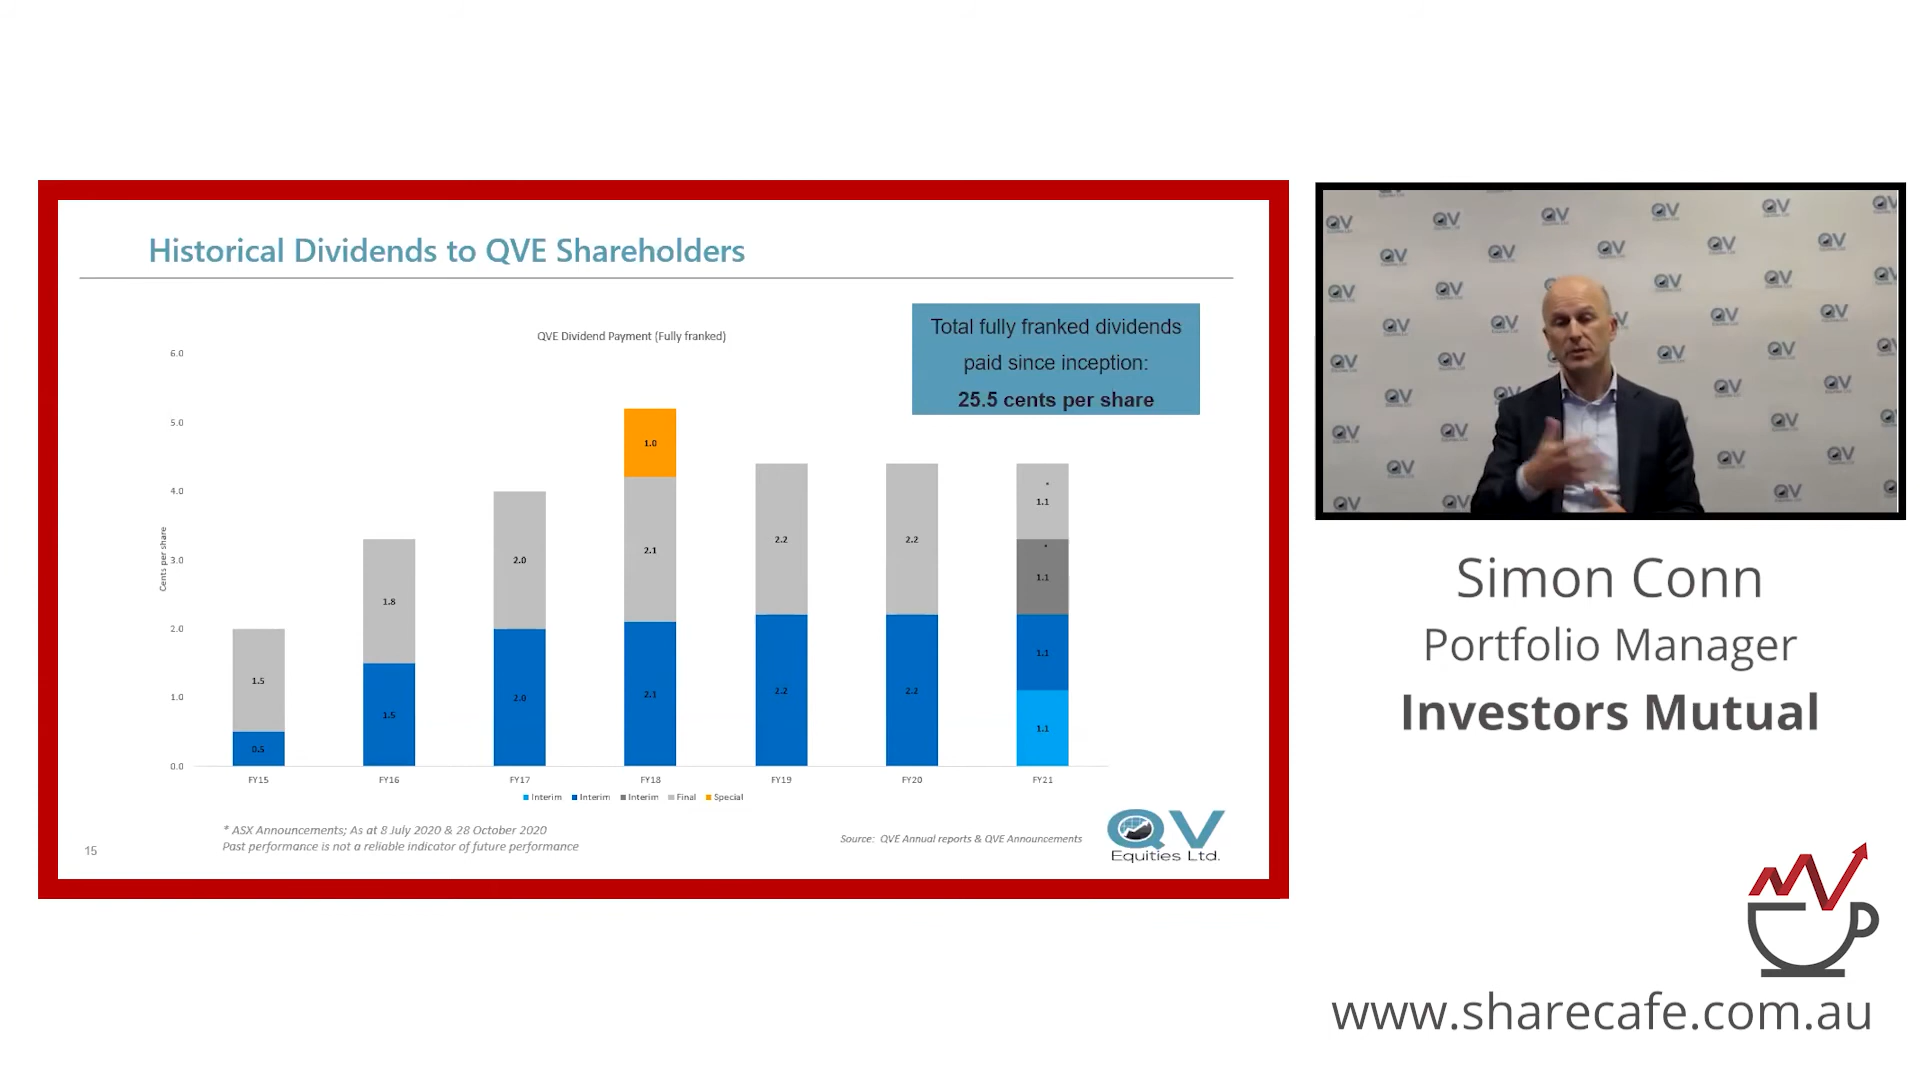 Historical Dividends to QVE Shareholders
QVE Dividend Payment (Fully franked)
Total fully franked dividends
paid since inception:
25.5 cents per share
Cents per share
6.0
5.0
4.0
3.0
2.0
1.0
0.0
1.5
0.5
1.8
1.5
2.0
2.0
1.0
2.1
2.1
2.2
2.2
2.2
2.2
*
1.1
*
1.1
1.1
1.1
FY15 FY16 FY17 FY18 FY19 FY20 FY21
Interim Interim Interim Final Special
* ASX Announcements; As at 8 July 2020 & 28 October 2020
Past performance is not a reliable indicator of future performance
Source: QVE Annual reports & QVE Announcements
15
QV
Equities Ltd.
QV
Simon Conn
Portfolio Manager
Investors Mutual
www.sharecafe.com.au